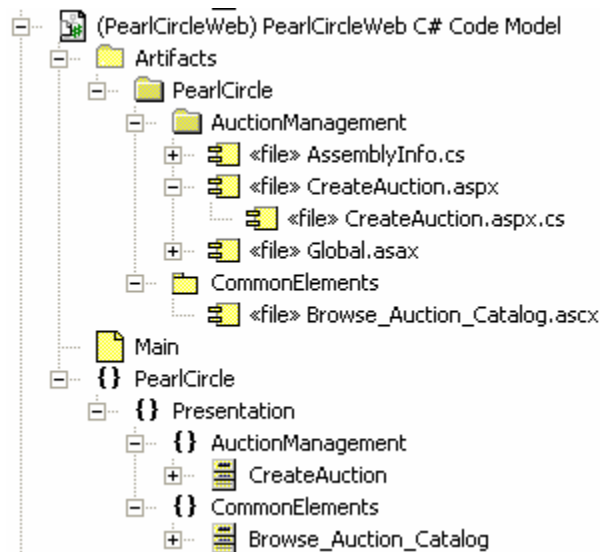 (PearlCircleWeb) PearlCircleWeb C# Code Model
Artifacts
PearlCircle
AuctionManagement
«file» AssemblyInfo.cs
«file» CreateAuction.aspx
«file» CreateAuction.aspx.cs
«file» Global.asax
CommonElements
«file» Browse_Auction_Catalog.ascx
Main
{} PearlCircle
{} Presentation
{} AuctionManagement
CreateAuction
{} CommonElements
Browse_Auction_Catalog